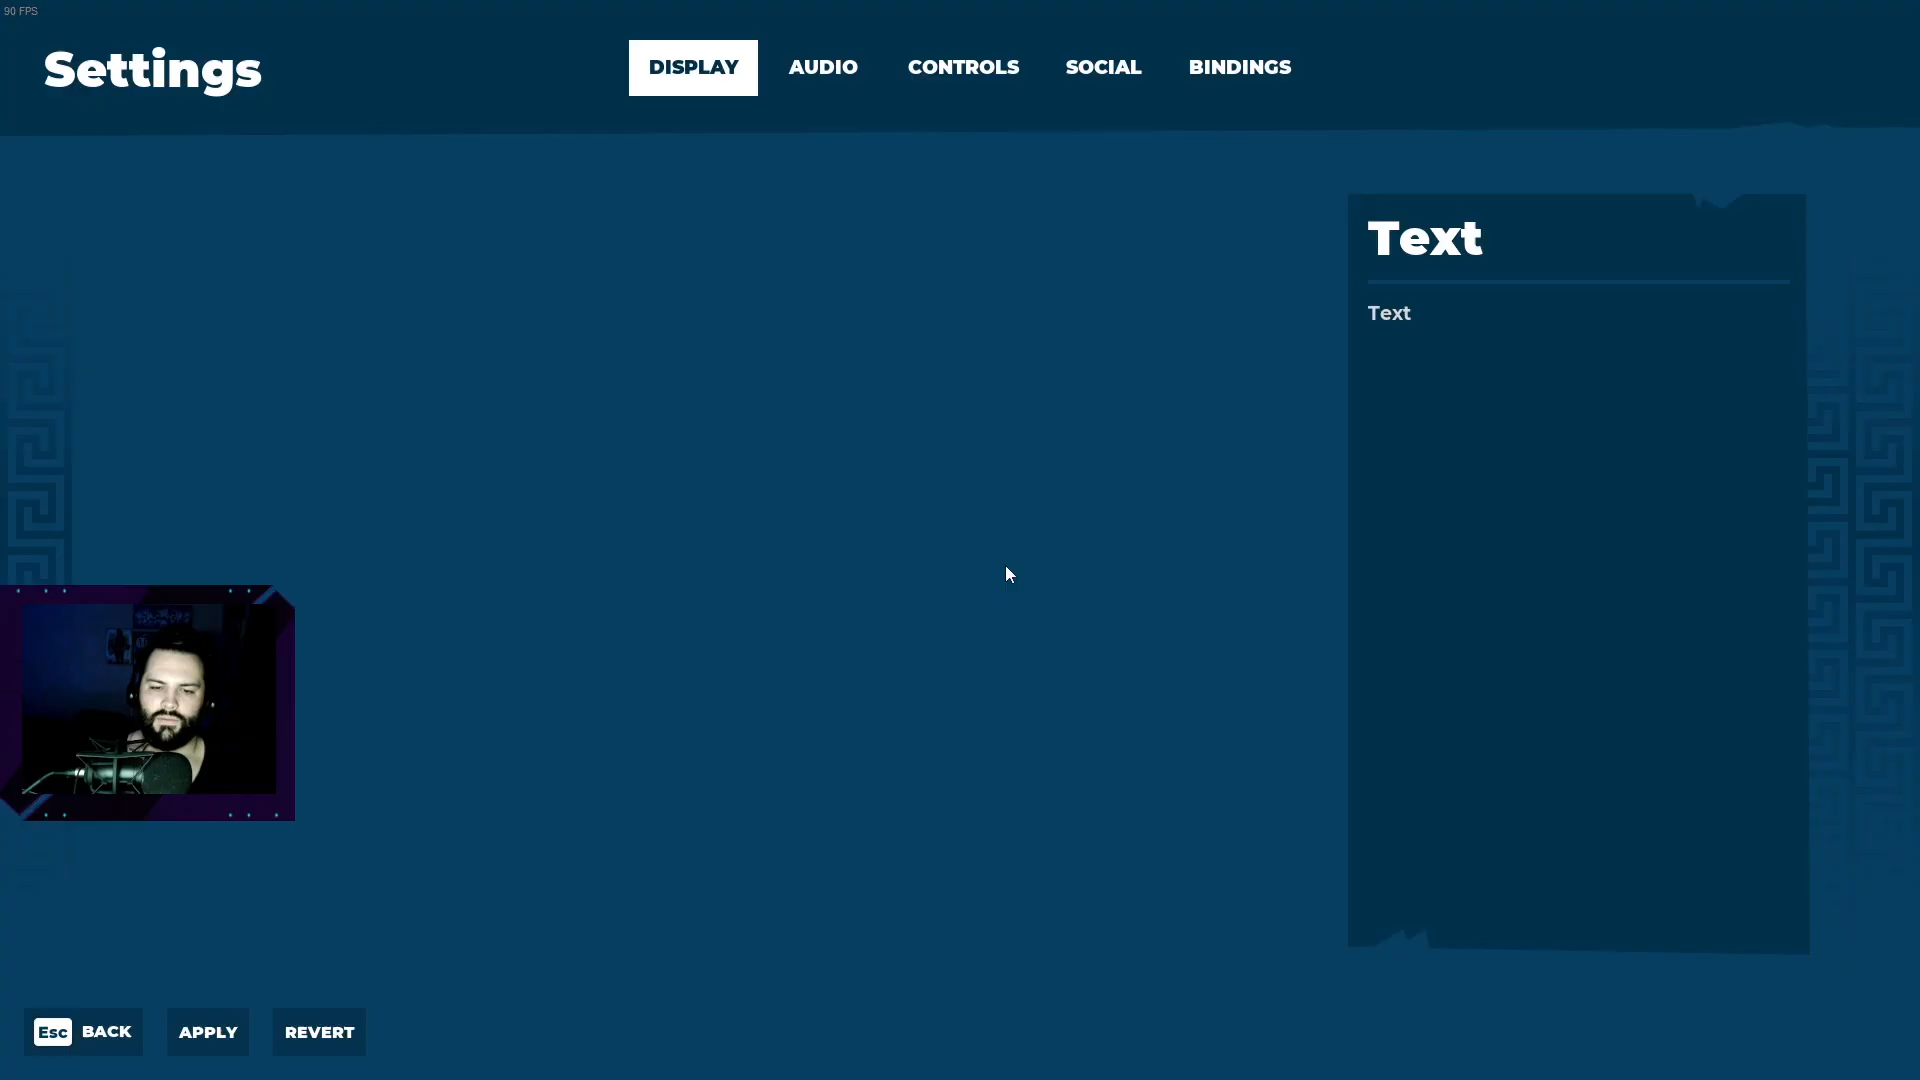 90 FPS
Settings
DISPLAY
AUDIO
CONTROLS
SOCIAL
BINDINGS
Text
Text
Esc BACK
APPLY
REVERT